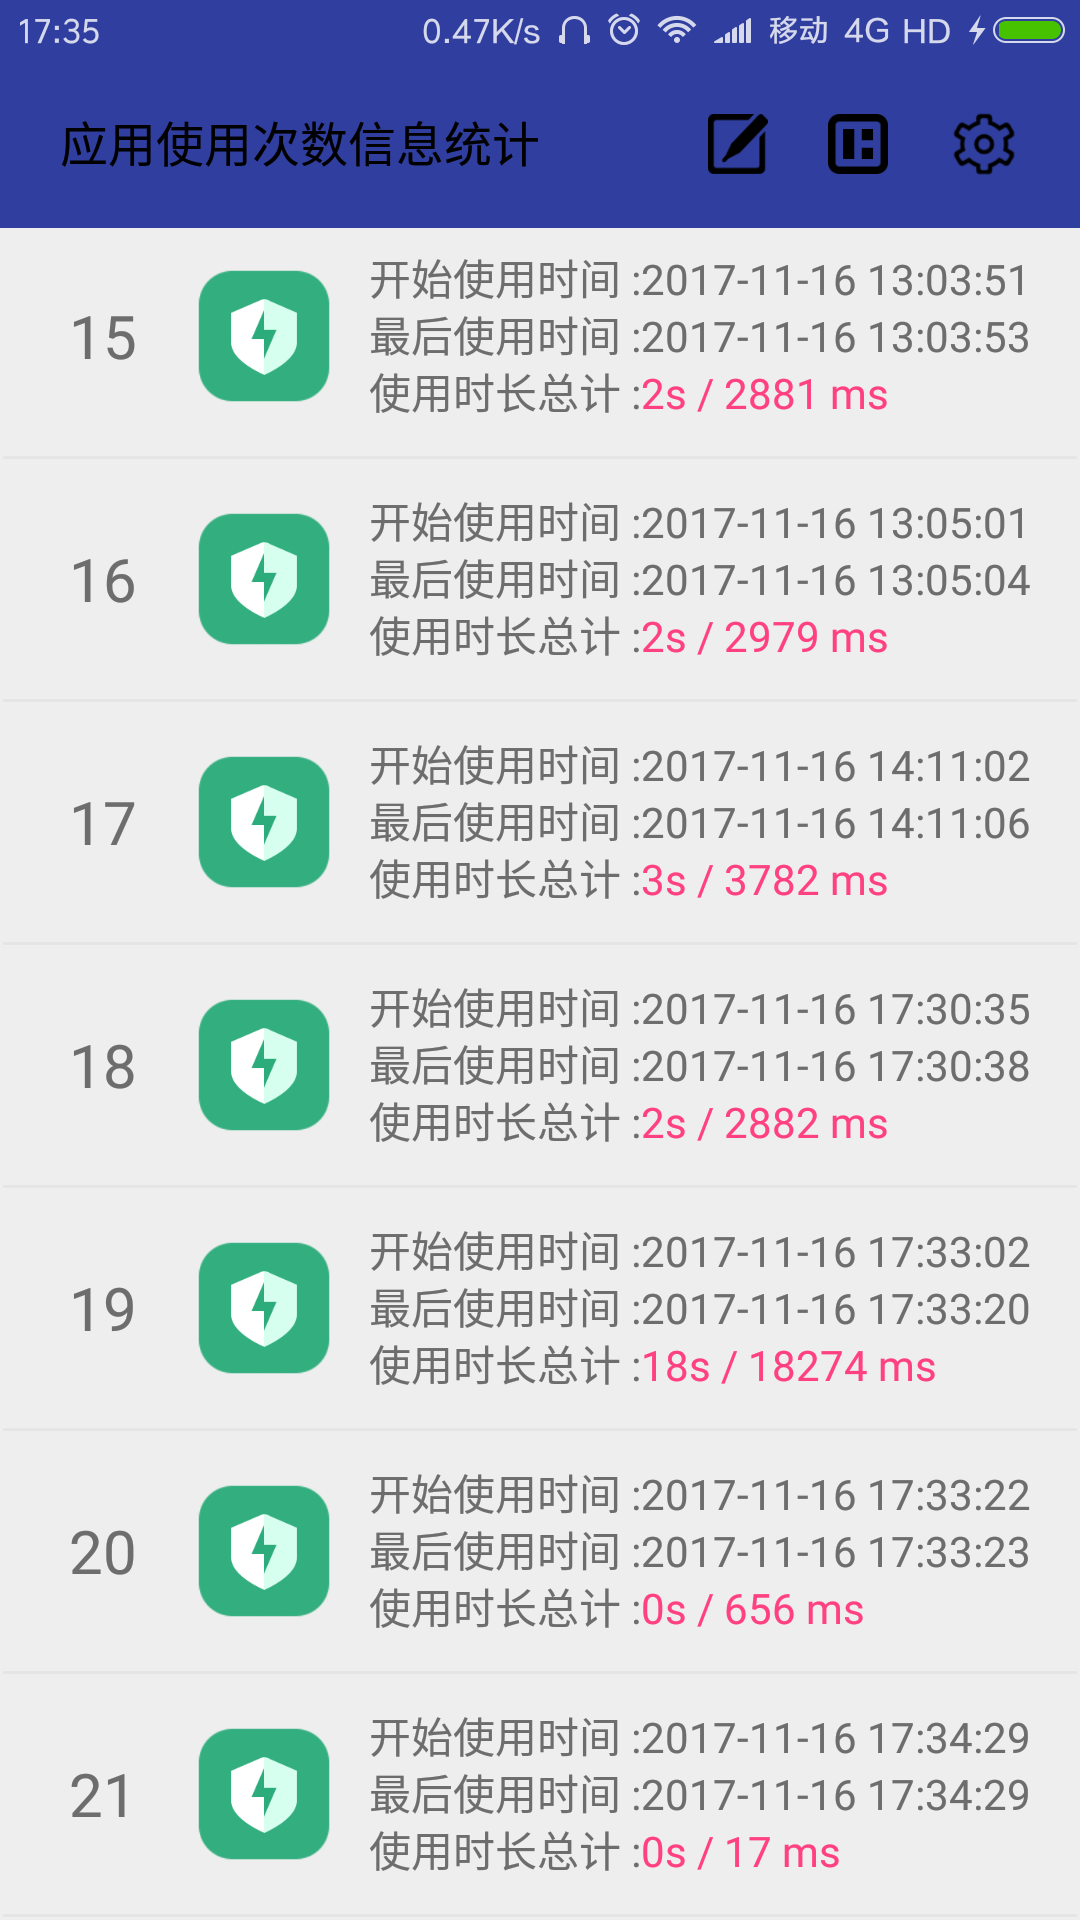 17:35 0.47K/s 移动 4G HD
应用使用次数信息统计
15
开始使用时间 :2017-11-16 13:03:51
最后使用时间 :2017-11-16 13:03:53
使用时长总计 :2s / 2881 ms
16
开始使用时间 :2017-11-16 13:05:01
最后使用时间 :2017-11-16 13:05:04
使用时长总计 :2s / 2979 ms
17
开始使用时间 :2017-11-16 14:11:02
最后使用时间 :2017-11-16 14:11:06
使用时长总计 :3s / 3782 ms
18
开始使用时间 :2017-11-16 17:30:35
最后使用时间 :2017-11-16 17:30:38
使用时长总计 :2s / 2882 ms
19
开始使用时间 :2017-11-16 17:33:02
最后使用时间 :2017-11-16 17:33:20
使用时长总计 :18s / 18274 ms
20
开始使用时间 :2017-11-16 17:33:22
最后使用时间 :2017-11-16 17:33:23
使用时长总计 :0s / 656 ms
21
开始使用时间 :2017-11-16 17:34:29
最后使用时间 :2017-11-16 17:34:29
使用时长总计 :0s / 17 ms